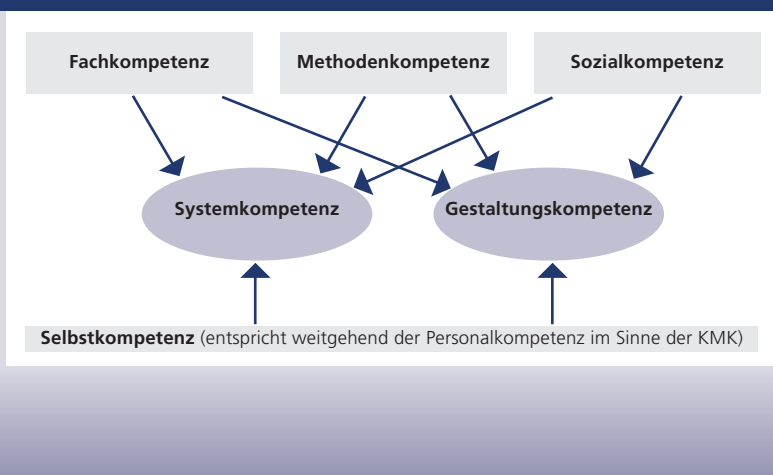 Fachkompetenz
Methodenkompetenz
Sozialkompetenz
Systemkompetenz
Gestaltungskompetenz
Selbstkompetenz (entspricht weitgehend der Personalkompetenz im Sinne der KMK)